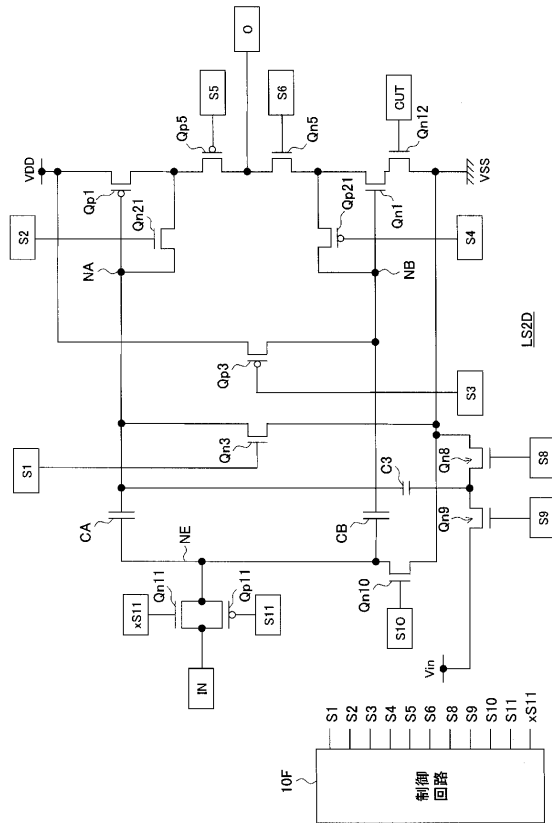 S2
VDD
Qp1
Qn21
NA
Qp5
S5
O
S6
Qn5
Qp21
NB
Qn1
CUT
Qn12
VSS
S4
S1
Qp3
Qn3
S3
CA
C3
NE
CB
xS11
Qn11
Qp11
S11
IN
S10
Qn10
Qn9
Qn8
S9
S8
Vin
LS2D
10F
制御
回路
S1
S2
S3
S4
S5
S6
S8
S9
S10
S11
xS11